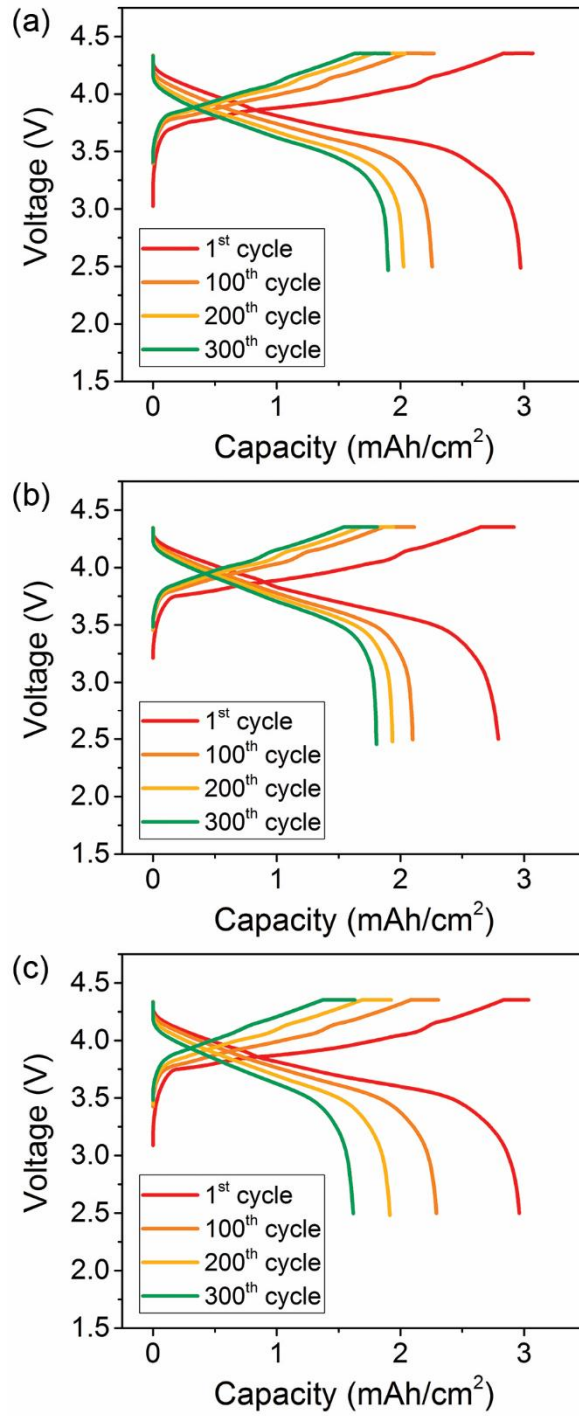 (a)
4.5
4.0
3.5
3.0
2.5
2.0
1.5
Voltage (V)
1st cycle
100th cycle
200th cycle
300th cycle
0 1 2 3
Capacity (mAh/cm²)
(b)
4.5
4.0
3.5
3.0
2.5
2.0
1.5
Voltage (V)
1st cycle
100th cycle
200th cycle
300th cycle
0 1 2 3
Capacity (mAh/cm²)
(c)
4.5
4.0
3.5
3.0
2.5
2.0
1.5
Voltage (V)
1st cycle
100th cycle
200th cycle
300th cycle
0 1 2 3
Capacity (mAh/cm²)